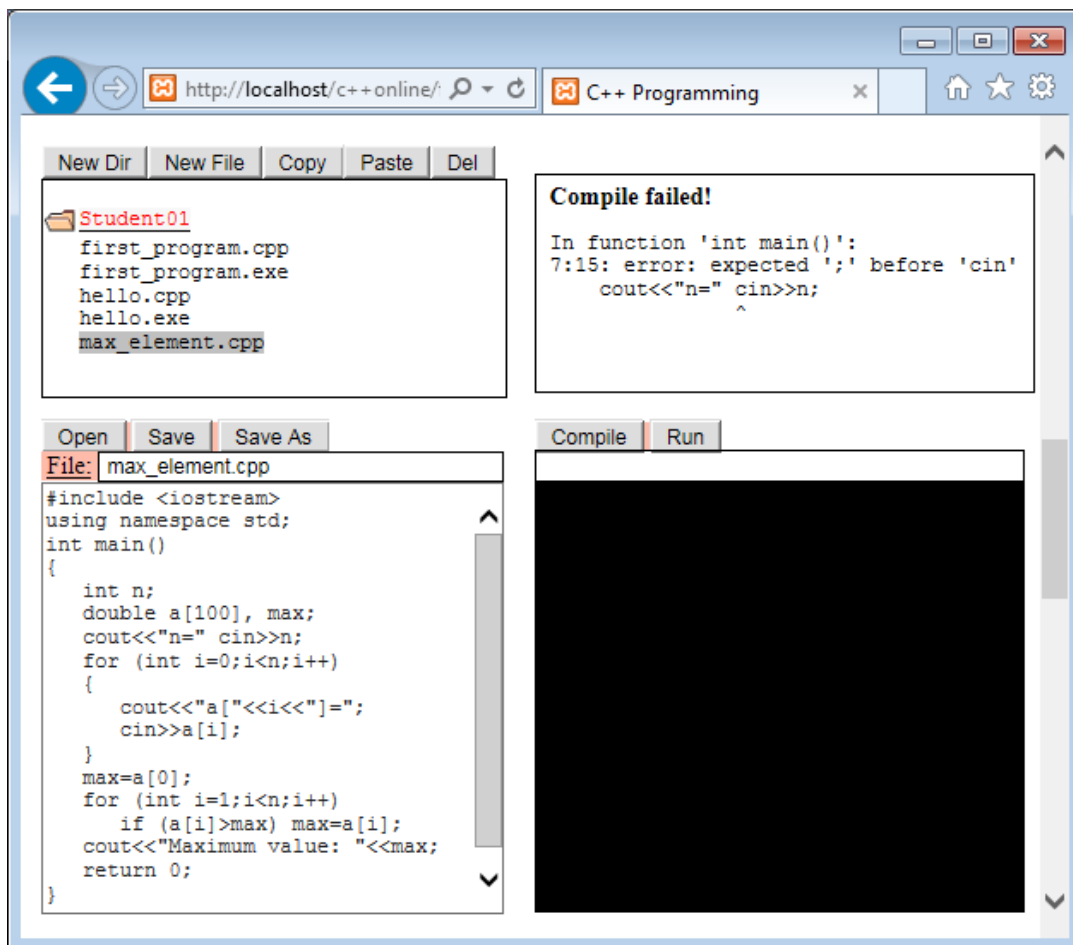 http://localhost/c++online/
C++ Programming
New Dir New File Copy Paste Del
Student01
first_program.cpp
first_program.exe
hello.cpp
hello.exe
max_element.cpp
Compile failed!
In function 'int main()':
7:15: error: expected ';' before 'cin'
    cout<<"n=" cin>>n;
               ^
Open Save Save As
File: max_element.cpp
#include <iostream>
using namespace std;
int main()
{
   int n;
   double a[100], max;
   cout<<"n=" cin>>n;
   for (int i=0;i<n;i++)
   {
      cout<<"a["<<i<<"]=";
      cin>>a[i];
   }
   max=a[0];
   for (int i=1;i<n;i++)
      if (a[i]>max) max=a[i];
   cout<<"Maximum value: "<<max;
   return 0;
}
Compile Run